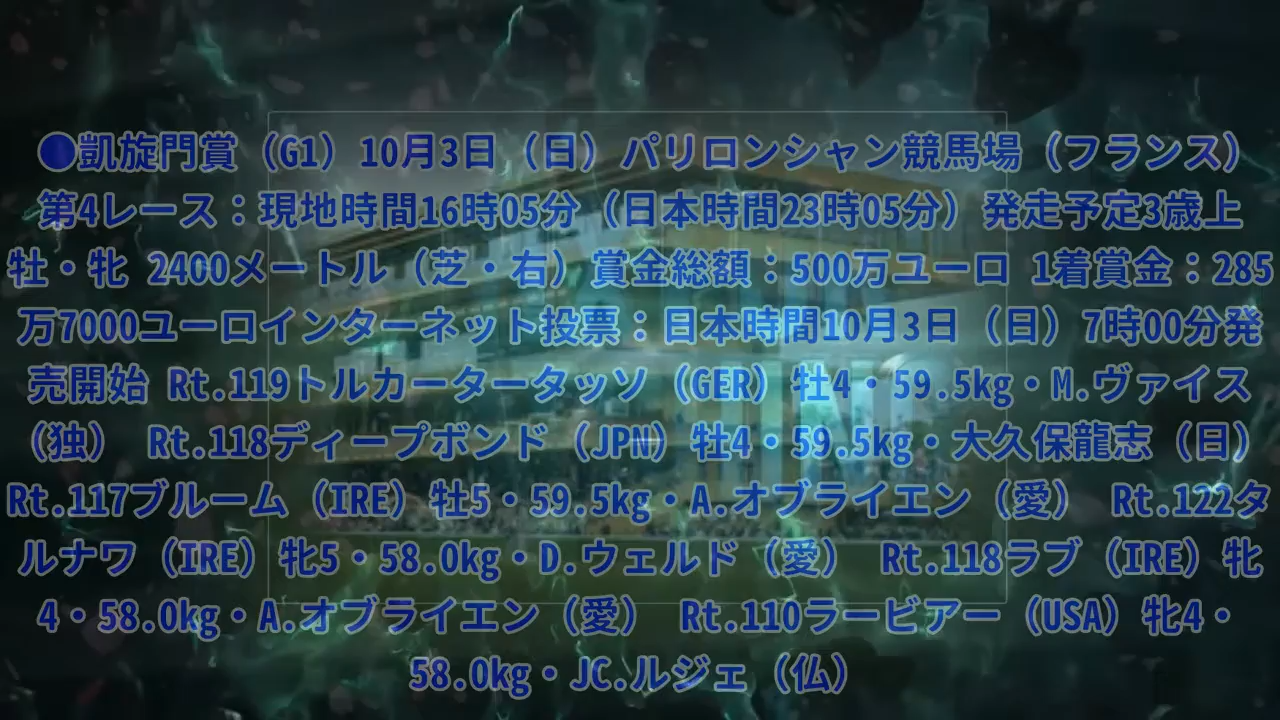 ●凱旋門賞（G1）10月3日（日）パリロンシャン競馬場（フランス）
第4レース：現地時間16時05分（日本時間23時05分）発走予定3歳上
牡・牝 2400メートル（芝・右）賞金総額：500万ユーロ 1着賞金：285
万7000ユーロインターネット投票：日本時間10月3日（日）7時00分発
売開始 Rt.119トルカータータッソ（GER）牡4・59.5kg・M.ヴァイス
（独） Rt.118ディープボンド（JPN）牡4・59.5kg・大久保龍志（日）
Rt.117ブルーム（IRE）牡5・59.5kg・A.オブライエン（愛） Rt.122タ
ルナワ（IRE）牝5・58.0kg・D.ウェルド（愛） Rt.118ラブ（IRE）牝
4・58.0kg・A.オブライエン（愛） Rt.110ラービアー（USA）牝4・
58.0kg・JC.ルジェ（仏）